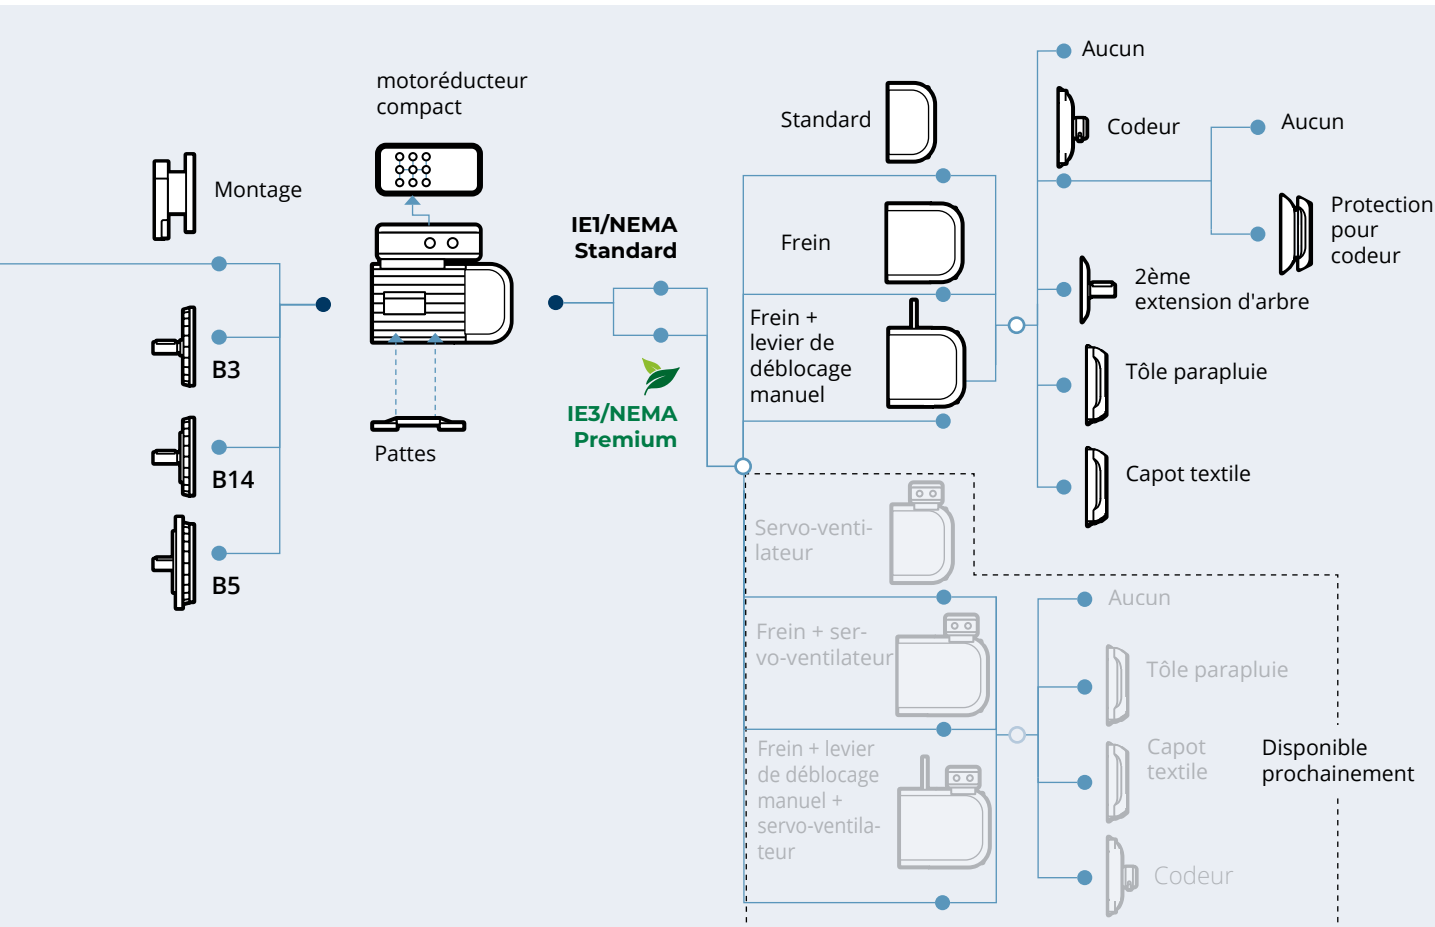 motoréducteur
compact
Montage
B3
B14
B5
Pattes
IE1/NEMA
Standard
IE3/NEMA
Premium
Standard
Frein
Frein +
levier de
déblocage
manuel
Aucun
Codeur
Aucun
Protection
pour
codeur
2ème
extension d'arbre
Tôle parapluie
Capot textile
Servo-venti-
lateur
Frein + ser-
vo-ventilateur
Frein + levier
de déblocage
manuel +
servo-ventila-
teur
Aucun
Tôle parapluie
Capot
textile
Codeur
Disponible
prochainement